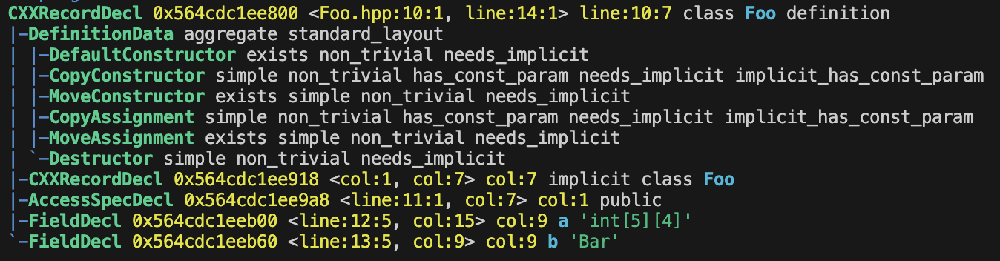 CXXRecordDecl 0x564cdc1ee800 <Foo.hpp:10:1, line:14:1> line:10:7 class Foo definition
|-DefinitionData aggregate standard_layout
| |-DefaultConstructor exists non_trivial needs_implicit
| |-CopyConstructor simple non_trivial has_const_param needs_implicit implicit_has_const_param
| |-MoveConstructor exists simple non_trivial needs_implicit
| |-CopyAssignment simple non_trivial has_const_param needs_implicit implicit_has_const_param
| |-MoveAssignment exists simple non_trivial needs_implicit
| `-Destructor simple non_trivial needs_implicit
|-CXXRecordDecl 0x564cdc1ee918 <col:1, col:7> col:7 implicit class Foo
|-AccessSpecDecl 0x564cdc1ee9a8 <line:11:1, col:7> col:1 public
|-FieldDecl 0x564cdc1eeb00 <line:12:5, col:15> col:9 a 'int[5][4]'
`-FieldDecl 0x564cdc1eeb60 <line:13:5, col:9> col:9 b 'Bar'